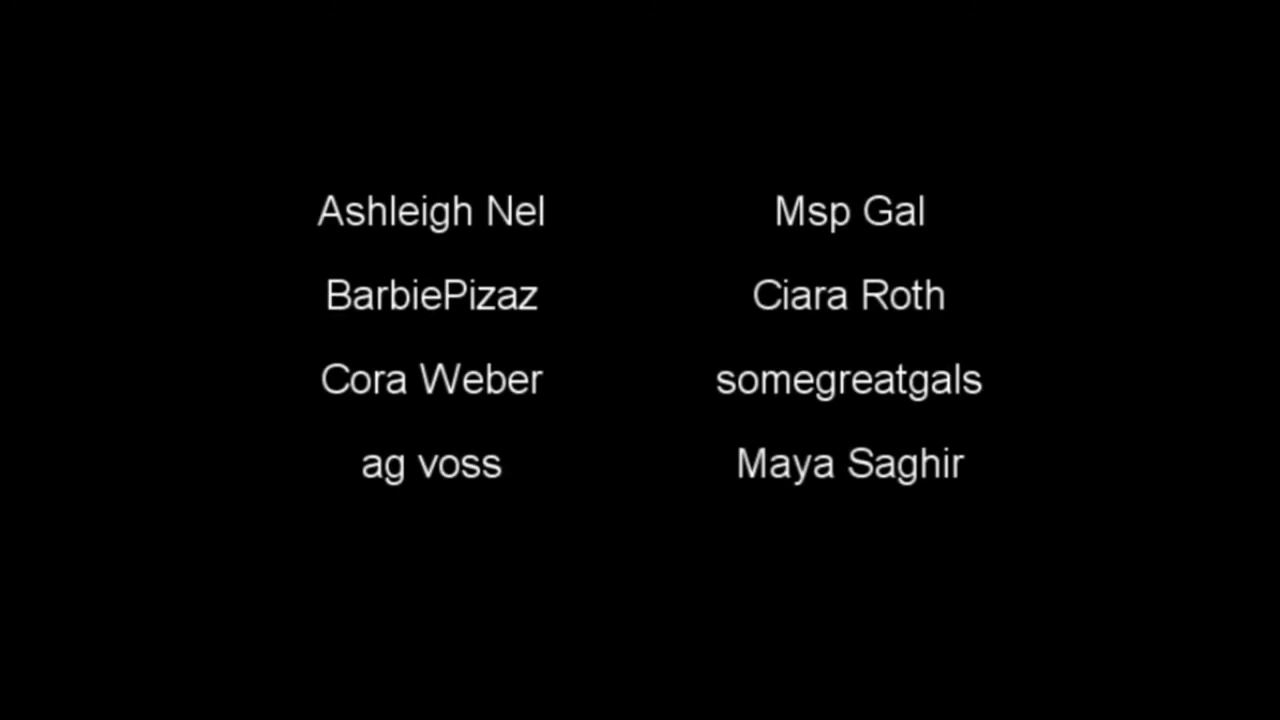 Ashleigh Nel
Msp Gal
BarbiePizaz
Ciara Roth
Cora Weber
somegreatgals
ag voss
Maya Saghir